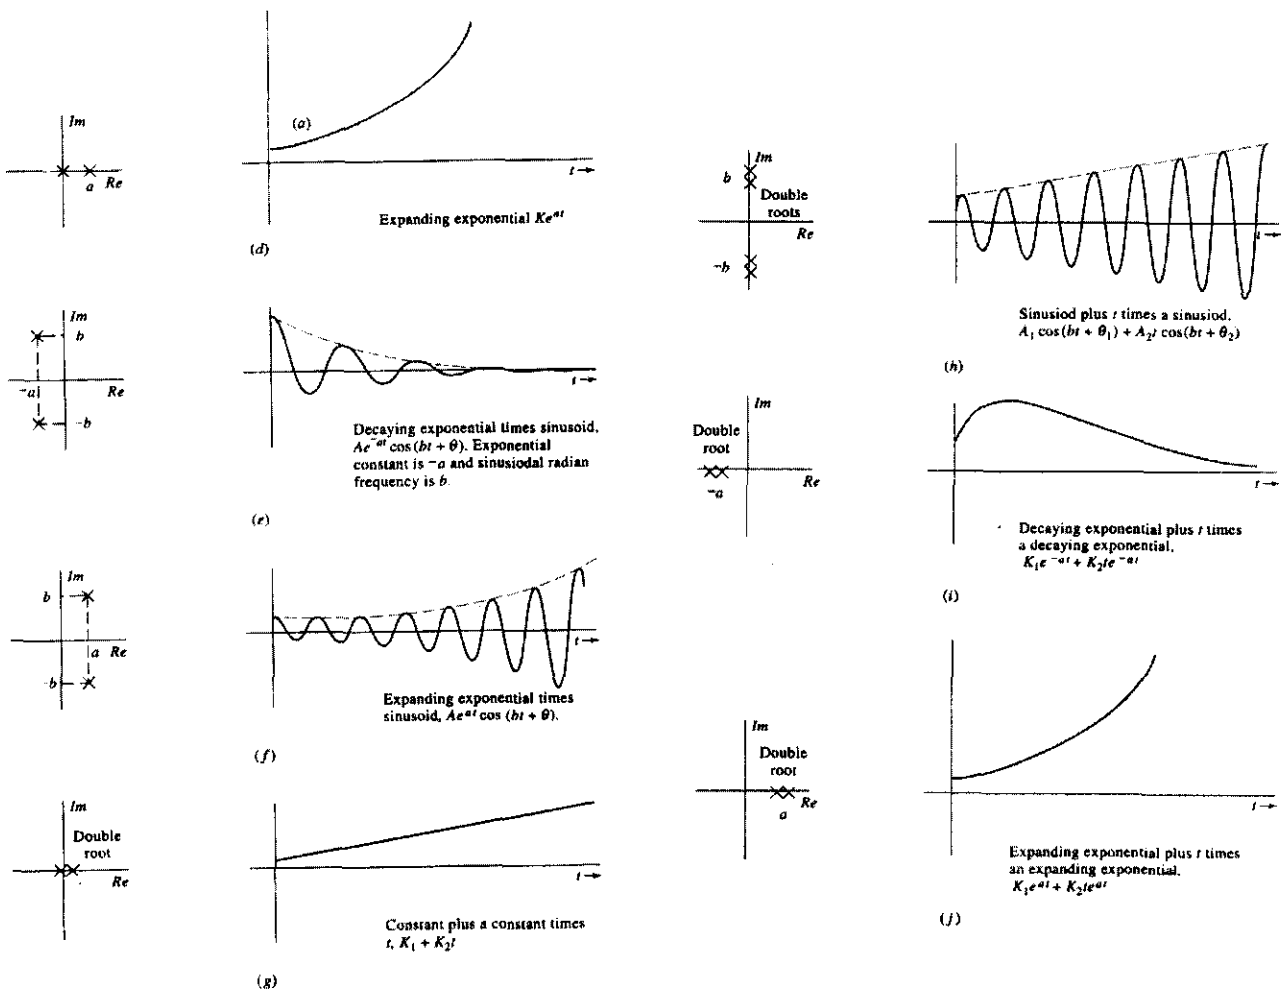 Im
a Re
(a)
t→
Expanding exponential Ke^at
(d)
Im
b
-a Re
-b
t→
Decaying exponential times sinusoid,
Ae^-at cos (bt + θ). Exponential
constant is -a and sinusiodal radian
frequency is b.
(e)
Im
b
a Re
-b
t→
Expanding exponential times
sinusoid, Ae^at cos (bt + θ).
(f)
Im
Double
root
Re
t→
Constant plus a constant times
t, K₁ + K₂t
(g)
Im
b
Double
roots
Re
-b
t→
Sinusiod plus t times a sinusiod,
A₁ cos(bt + θ₁) + A₂t cos(bt + θ₂)
(h)
Im
Double
root
-a Re
t→
Decaying exponential plus t times
a decaying exponential,
K₁e^-at + K₂te^-at
(i)
Im
Double
root
Re
a
t→
Expanding exponential plus t times
an expanding exponential,
K₁e^at + K₂te^at
(j)